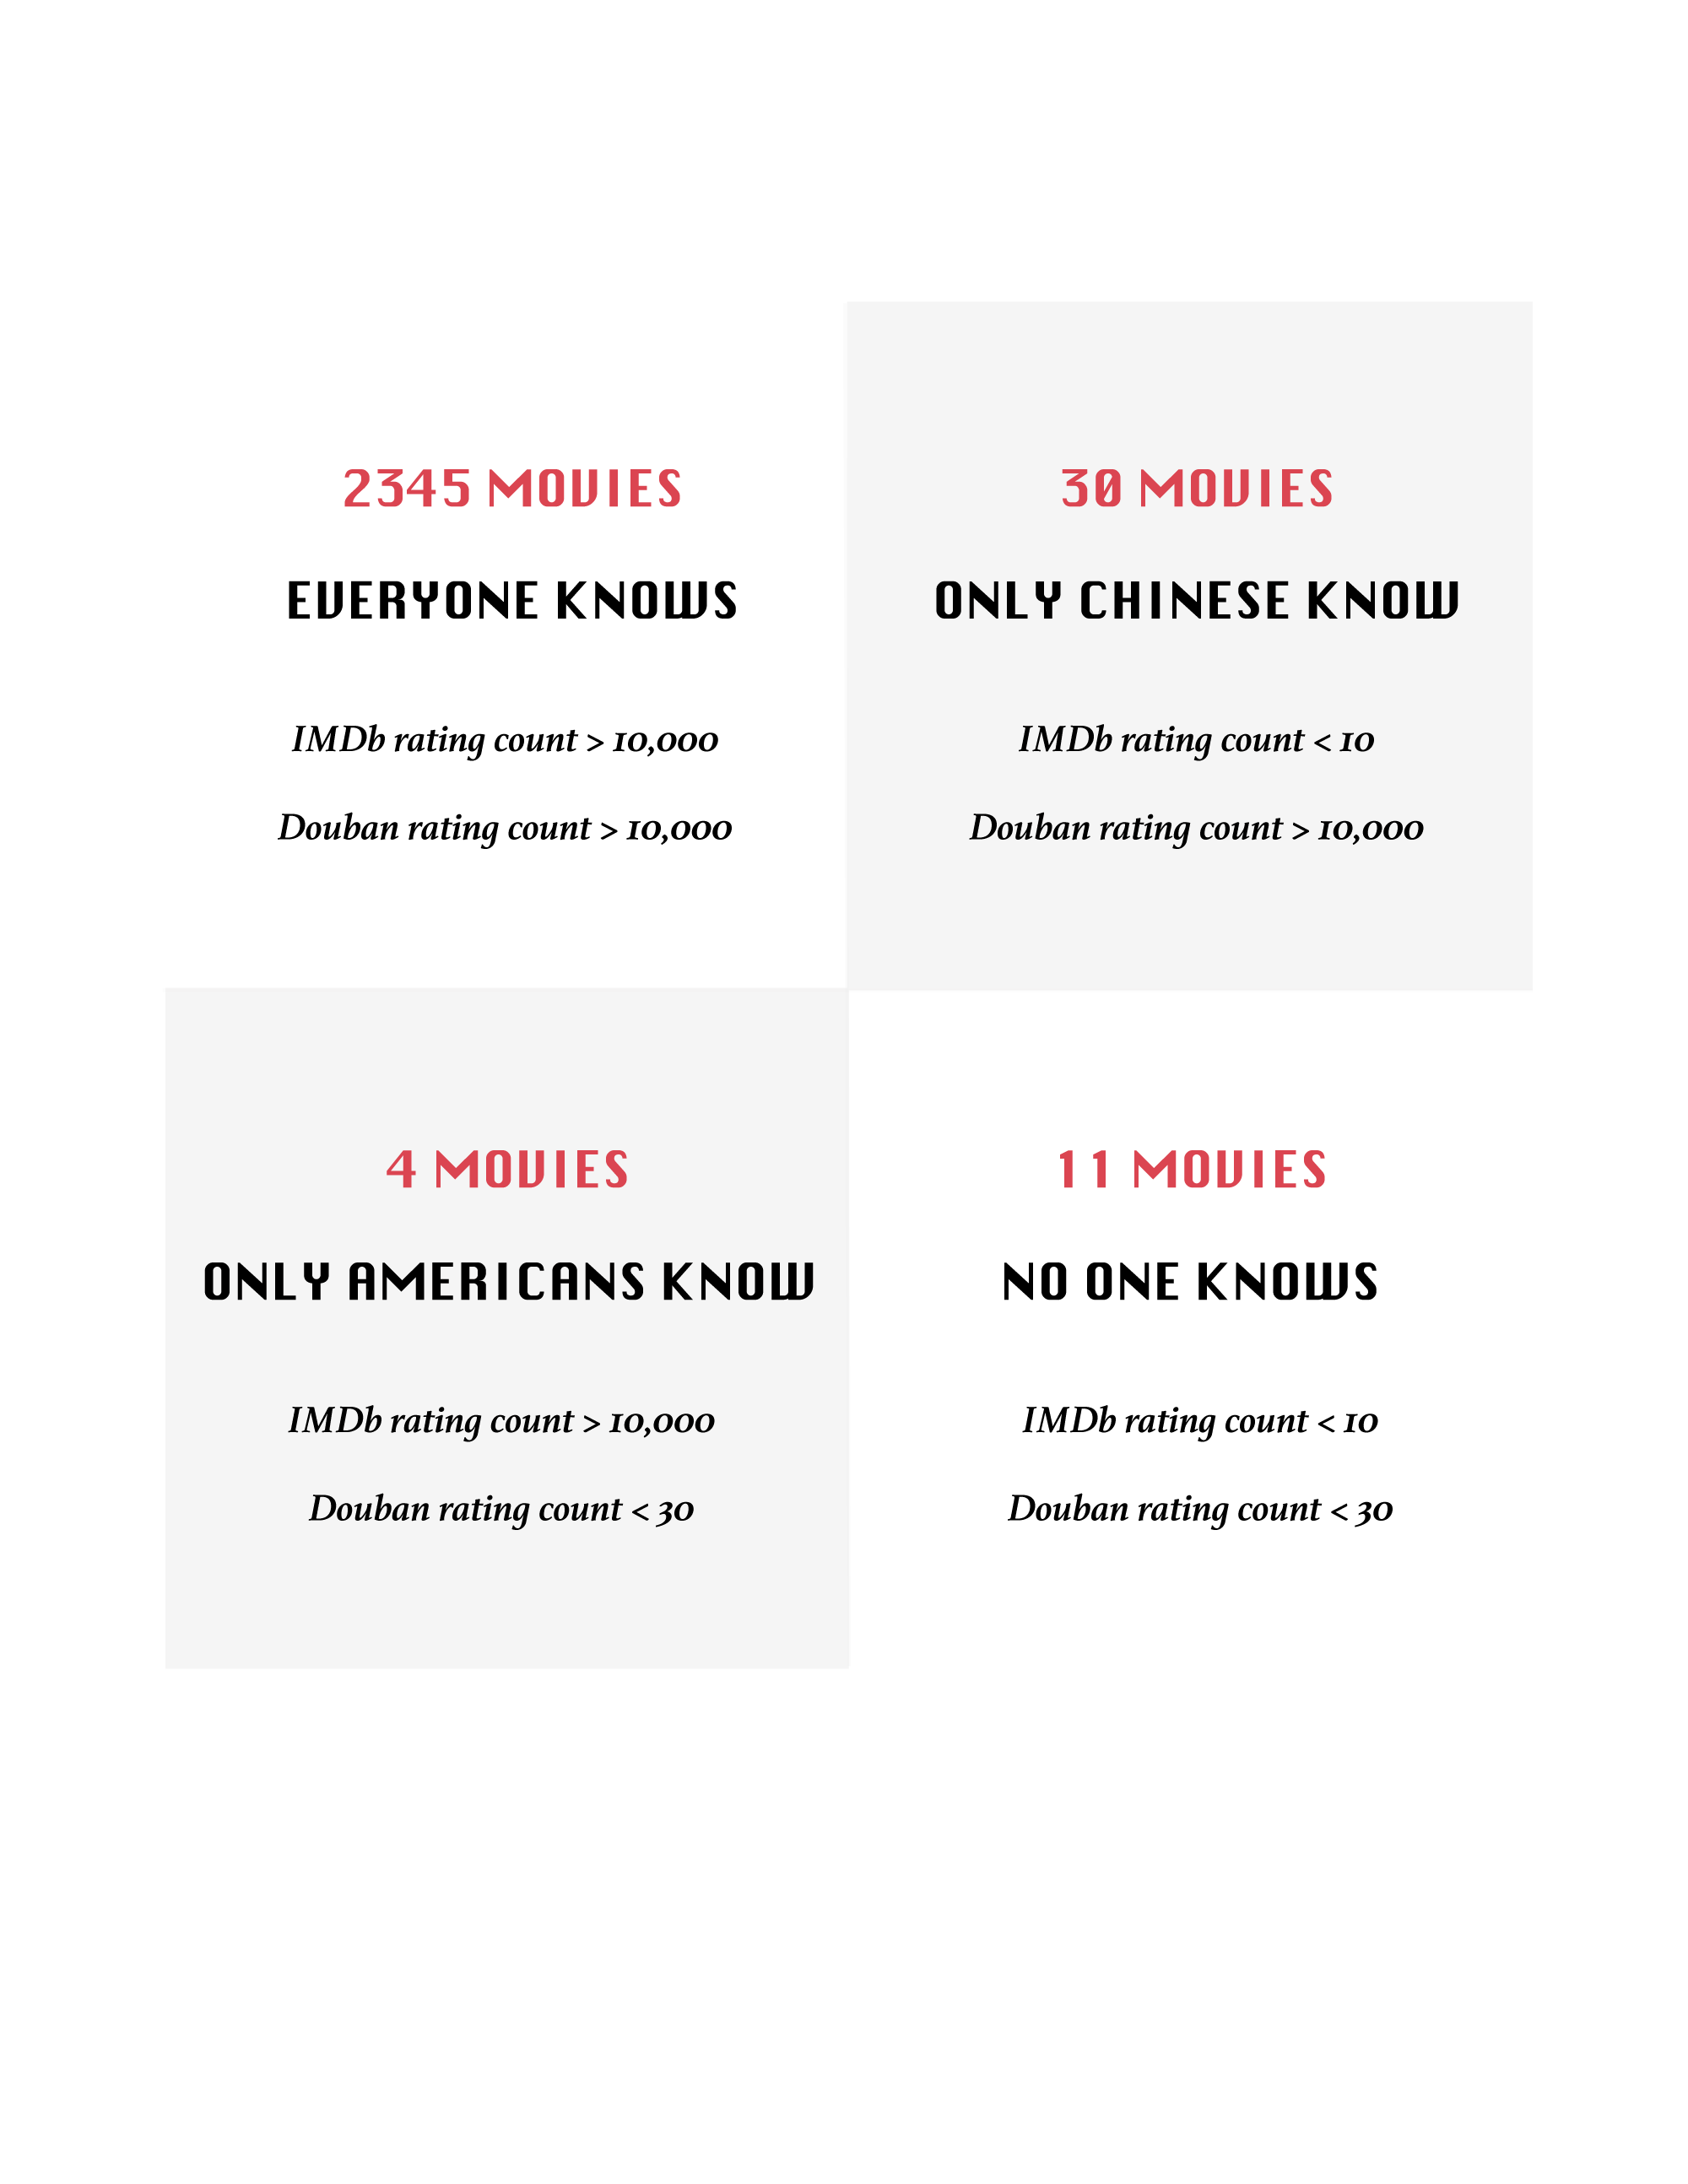 2345 MOVIES
EVERYONE KNOWS
IMDb rating count > 10,000
Douban rating count > 10,000
30 MOVIES
ONLY CHINESE KNOW
IMDb rating count < 10
Douban rating count > 10,000
4 MOVIES
ONLY AMERICANS KNOW
IMDb rating count > 10,000
Douban rating count < 30
11 MOVIES
NO ONE KNOWS
IMDb rating count < 10
Douban rating count < 30